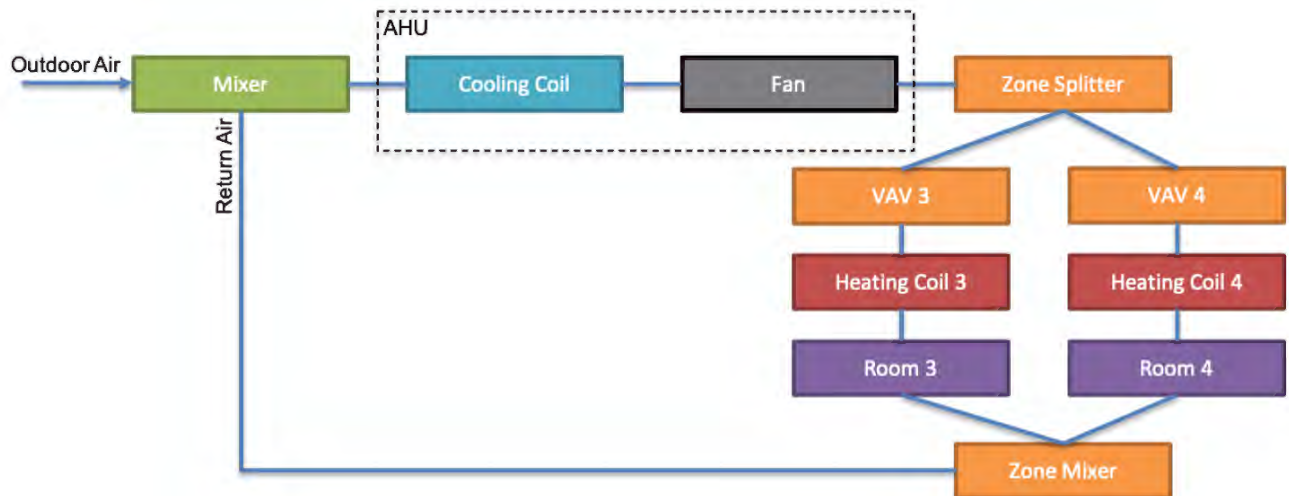 AHU
Outdoor Air
Mixer
Cooling Coil
Fan
Zone Splitter
Return Air
VAV 3
VAV 4
Heating Coil 3
Heating Coil 4
Room 3
Room 4
Zone Mixer